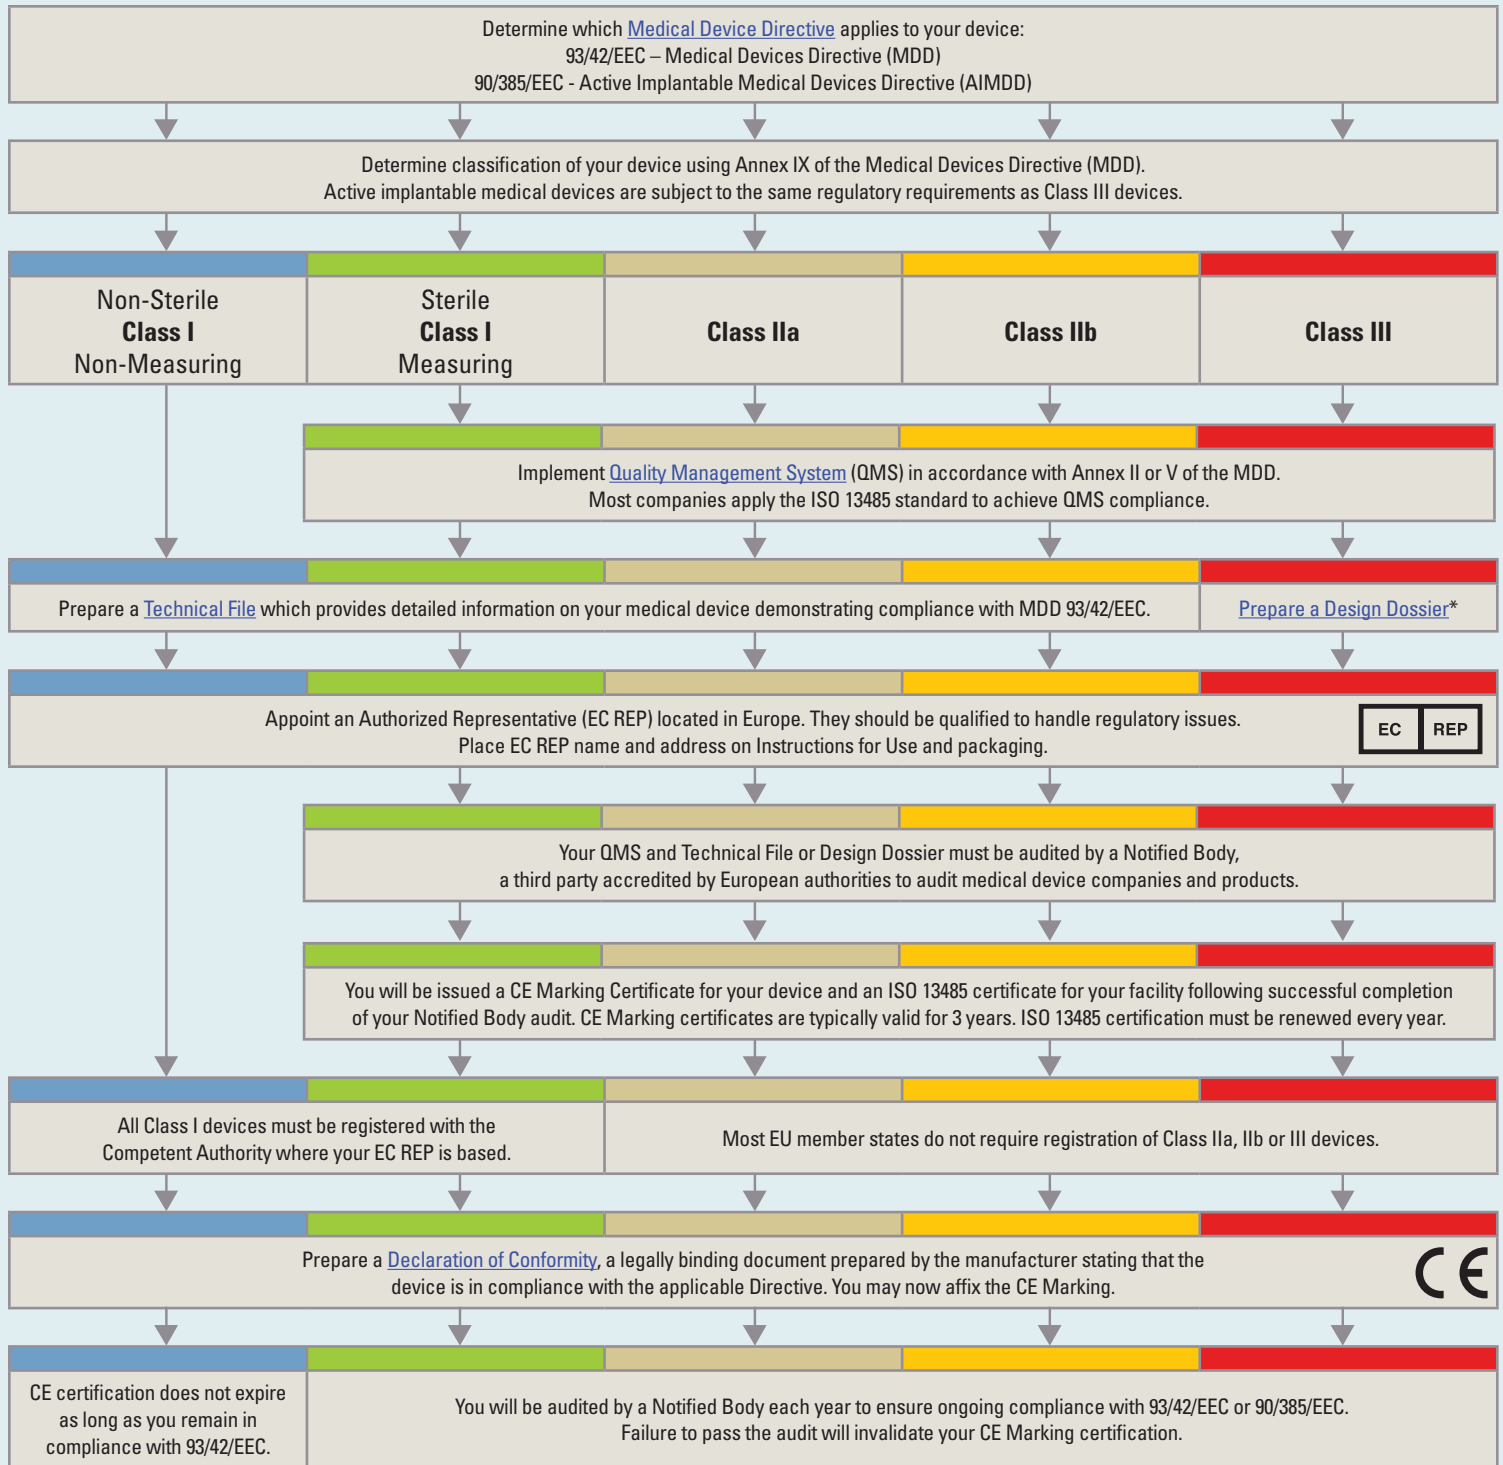 Determine which Medical Device Directive applies to your device:
93/42/EEC – Medical Devices Directive (MDD)
90/385/EEC - Active Implantable Medical Devices Directive (AIMDD)
Determine classification of your device using Annex IX of the Medical Devices Directive (MDD).
Active implantable medical devices are subject to the same regulatory requirements as Class III devices.
Non-Sterile
Class I
Non-Measuring
Sterile
Class I
Measuring
Class IIa
Class IIb
Class III
Implement Quality Management System (QMS) in accordance with Annex II or V of the MDD.
Most companies apply the ISO 13485 standard to achieve QMS compliance.
Prepare a Technical File which provides detailed information on your medical device demonstrating compliance with MDD 93/42/EEC.
Prepare a Design Dossier*
Appoint an Authorized Representative (EC REP) located in Europe. They should be qualified to handle regulatory issues.
Place EC REP name and address on Instructions for Use and packaging.
EC REP
Your QMS and Technical File or Design Dossier must be audited by a Notified Body,
a third party accredited by European authorities to audit medical device companies and products.
You will be issued a CE Marking Certificate for your device and an ISO 13485 certificate for your facility following successful completion
of your Notified Body audit. CE Marking certificates are typically valid for 3 years. ISO 13485 certification must be renewed every year.
All Class I devices must be registered with the
Competent Authority where your EC REP is based.
Most EU member states do not require registration of Class IIa, IIb or III devices.
Prepare a Declaration of Conformity, a legally binding document prepared by the manufacturer stating that the
device is in compliance with the applicable Directive. You may now affix the CE Marking.
CE
CE certification does not expire
as long as you remain in
compliance with 93/42/EEC.
You will be audited by a Notified Body each year to ensure ongoing compliance with 93/42/EEC or 90/385/EEC.
Failure to pass the audit will invalidate your CE Marking certification.